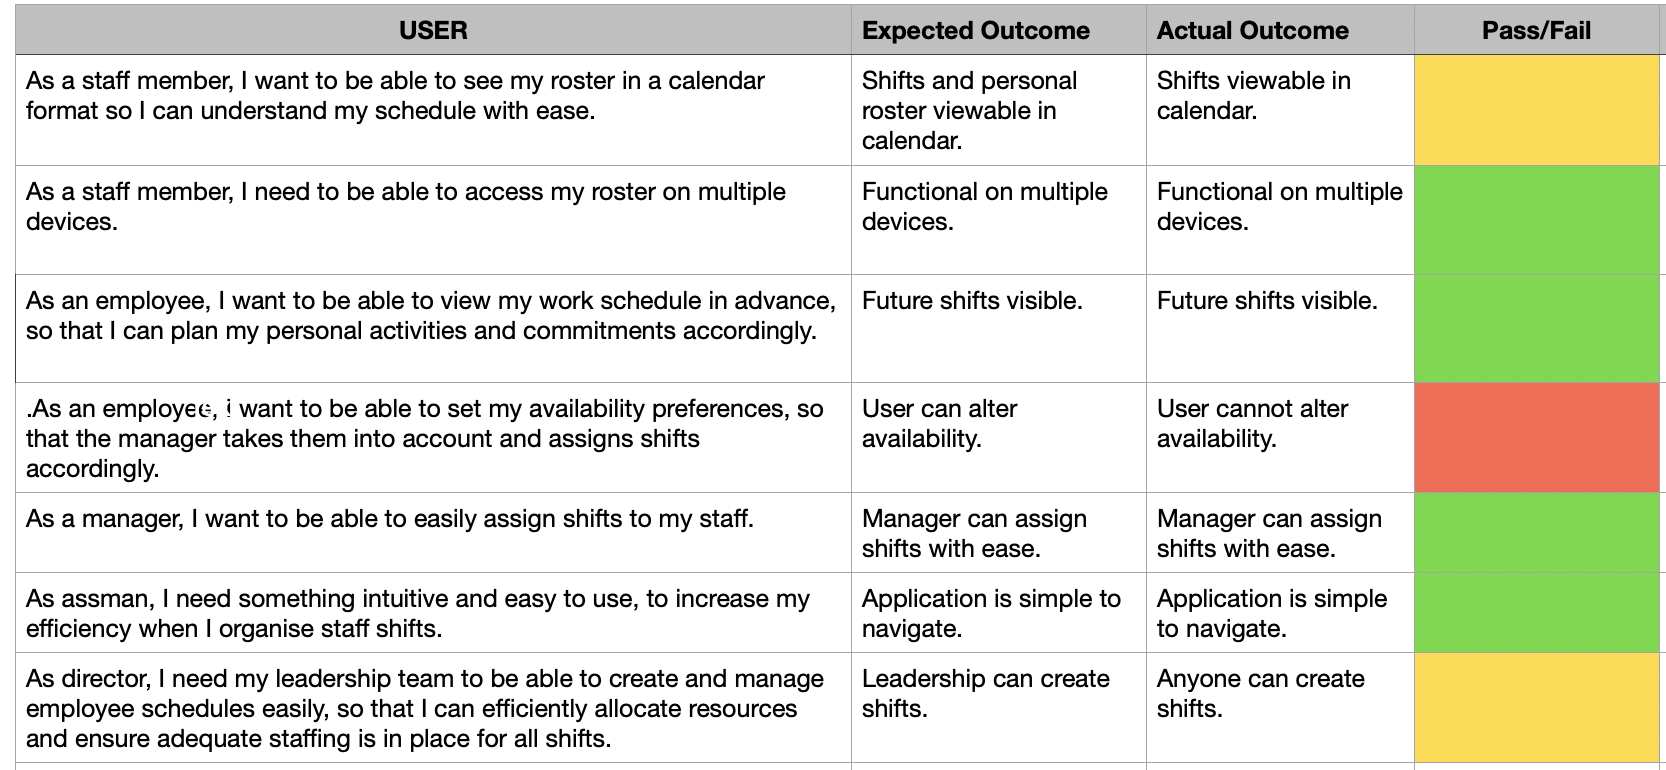 USER Expected Outcome Actual Outcome Pass/Fail
As a staff member, I want to be able to see my roster in a calendar
format so I can understand my schedule with ease.
Shifts and personal
roster viewable in
calendar.
Shifts viewable in
calendar.
As a staff member, I need to be able to access my roster on multiple
devices.
Functional on multiple
devices.
Functional on multiple
devices.
As an employee, I want to be able to view my work schedule in advance,
so that I can plan my personal activities and commitments accordingly.
Future shifts visible.
Future shifts visible.
.As an employee, i want to be able to set my availability preferences, so
that the manager takes them into account and assigns shifts
accordingly.
User can alter
availability.
User cannot alter
availability.
As a manager, I want to be able to easily assign shifts to my staff.
Manager can assign
shifts with ease.
Manager can assign
shifts with ease.
As assman, I need something intuitive and easy to use, to increase my
efficiency when I organise staff shifts.
Application is simple to
navigate.
Application is simple
to navigate.
As director, I need my leadership team to be able to create and manage
employee schedules easily, so that I can efficiently allocate resources
and ensure adequate staffing is in place for all shifts.
Leadership can create
shifts.
Anyone can create
shifts.